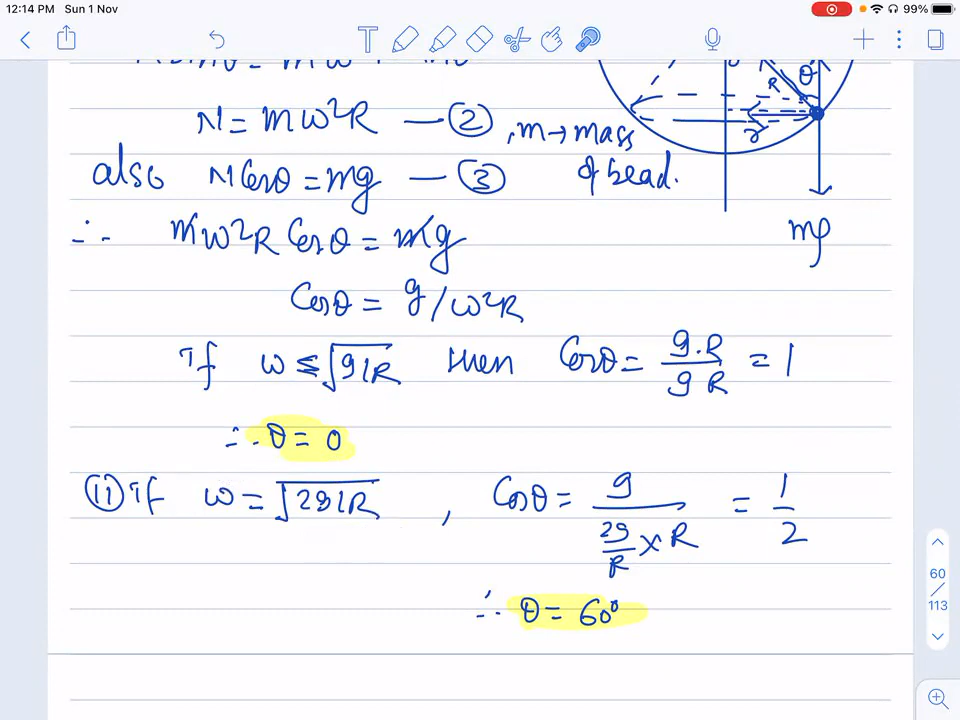 12:14 PM Sun 1 Nov 99%
θ
R
N = mω²R —②
, m → mass of bead.
r
also N Cosθ = mg —③
∴ mω²R Cosθ = mg
mg
Cosθ = g/ω²R
If ω ≤ √g/R then Cosθ = g.R / g R = 1
∴ θ = 0
(ii) If ω = √2g/R , Cosθ = g / 2g/R × R = 1/2
∴ θ = 60°
60
/
113